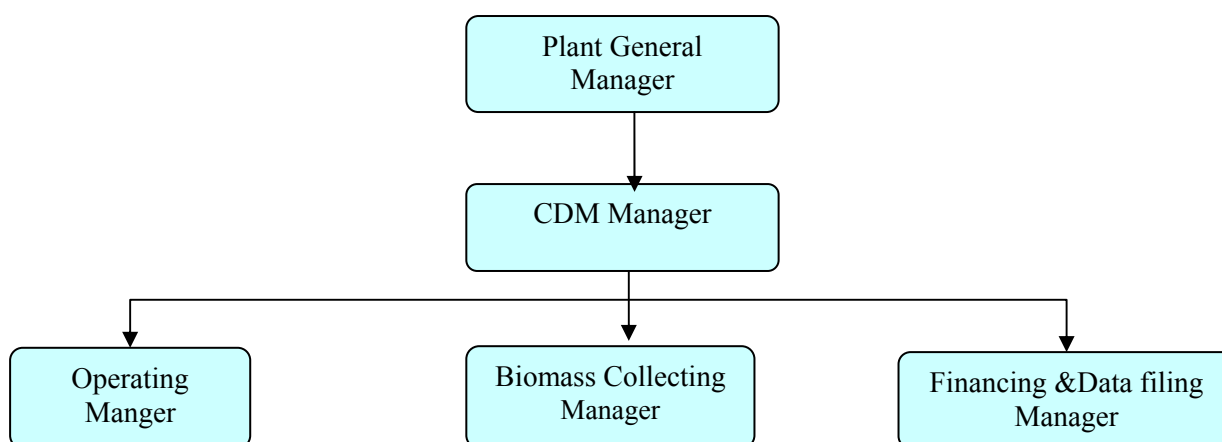 Plant General
Manager
CDM Manager
Operating
Manger
Biomass Collecting
Manager
Financing &Data filing
Manager